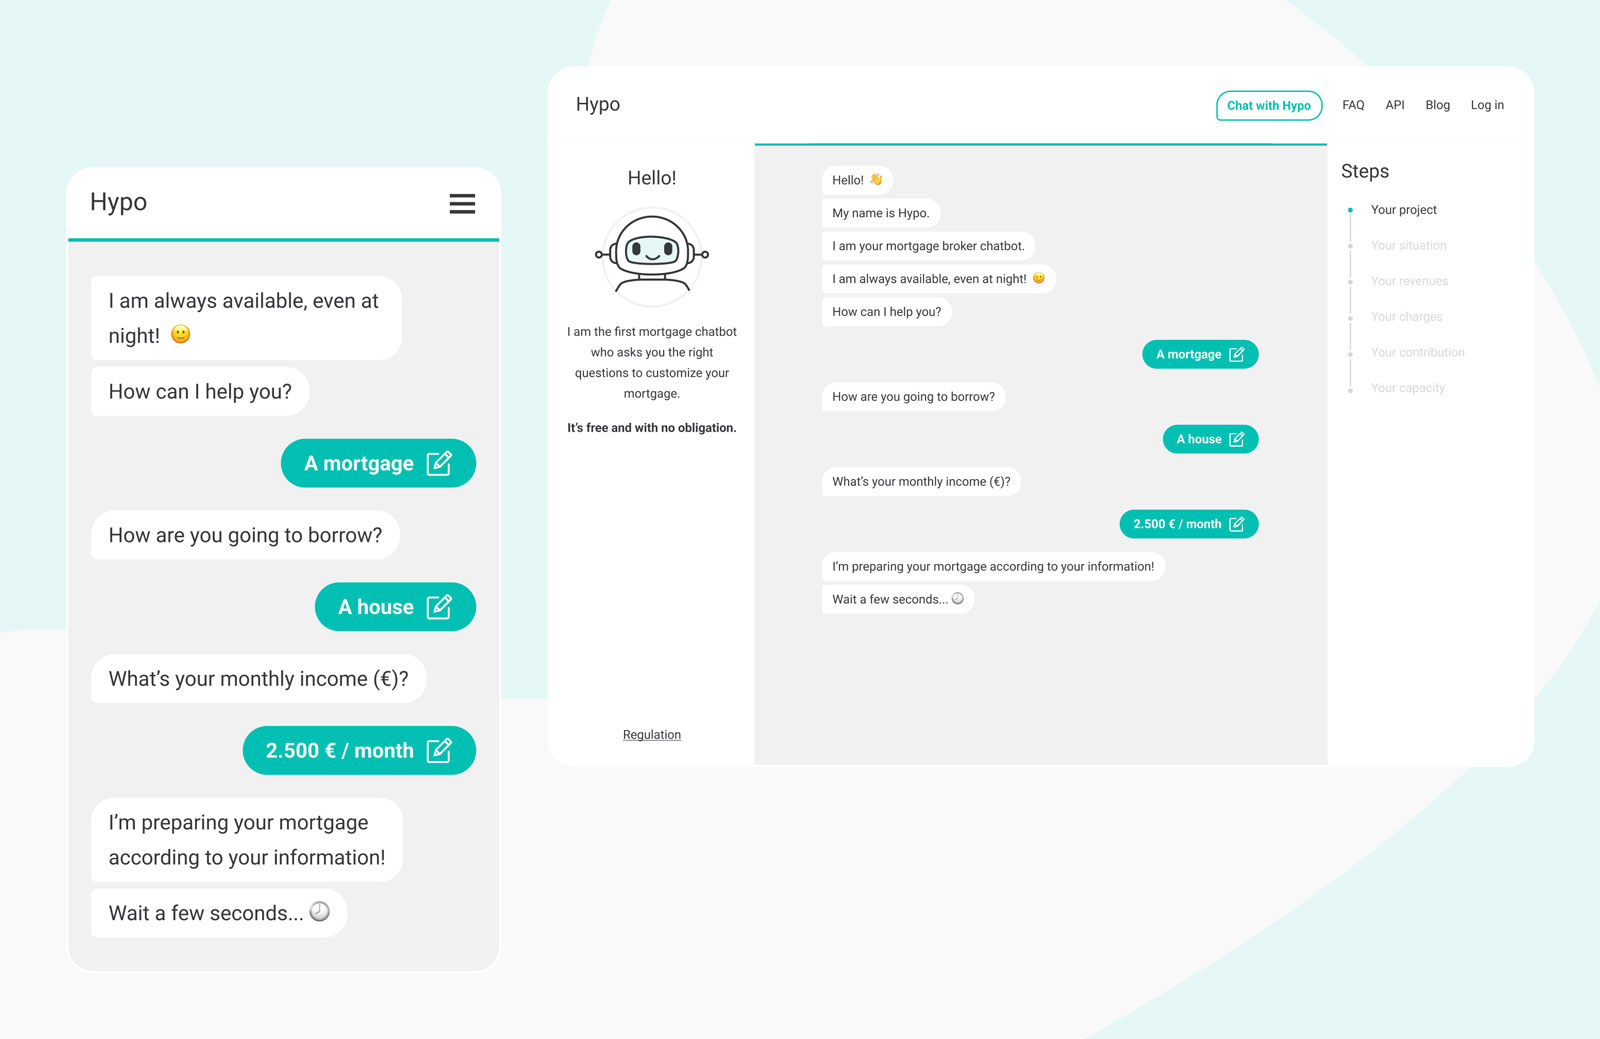 Hypo
I am always available, even at
night! 🙂
How can I help you?
A mortgage
How are you going to borrow?
A house
What's your monthly income (€)?
2.500 € / month
I'm preparing your mortgage
according to your information!
Wait a few seconds... 🕗
Hypo
Chat with Hypo
FAQ
API
Blog
Log in
Hello!
I am the first mortgage chatbot
who asks you the right
questions to customize your
mortgage.
It's free and with no obligation.
Regulation
Hello! 👋
My name is Hypo.
I am your mortgage broker chatbot.
I am always available, even at night! 🙂
How can I help you?
A mortgage
How are you going to borrow?
A house
What's your monthly income (€)?
2.500 € / month
I'm preparing your mortgage according to your information!
Wait a few seconds... 🕗
Steps
Your project
Your situation
Your revenues
Your charges
Your contribution
Your capacity